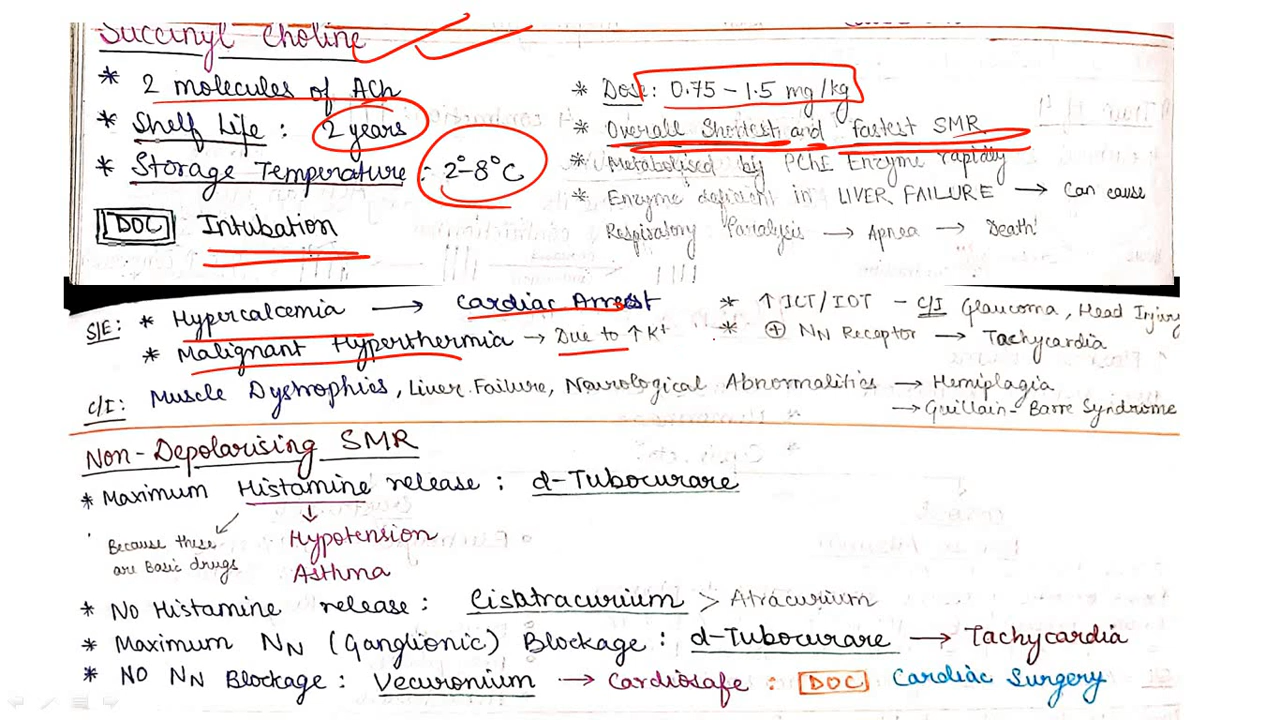 Succinyl Choline
* 2 molecules of ACh
* Shelf Life : 2 years
* Storage Temperature : 2°-8°C
DOC Intubation
* Dose: 0.75 - 1.5 mg/kg
* Overall Shortest and fastest SMR
* Metabolised by PChE Enzyme rapidly
* Enzyme deficient in LIVER FAILURE → Can cause
Respiratory Paralysis → Apnea → Death!
S/E: * Hypercalcemia → Cardiac Arrest
* Malignant Hyperthermia → Due to ↑ K+
* ↑ ICT/IOT - C/I Glaucoma, Head Injury
* ⊕ NN Receptor → Tachycardia
C/I: Muscle Dystrophies, Liver Failure, Neurological Abnormalities → Hemiplagia
→ Guillain-Barre Syndrome
Non-Depolarising SMR
* Maximum Histamine release : d-Tubocurare
Because these
are Basic drugs
↓
Hypotension
Asthma
* No Histamine release : Cisatracurium > Atracurium
* Maximum NN (Ganglionic) Blockage : d-Tubocurare → Tachycardia
* NO NN Blockage : Vecuronium → Cardiosafe : DOC Cardiac Surgery